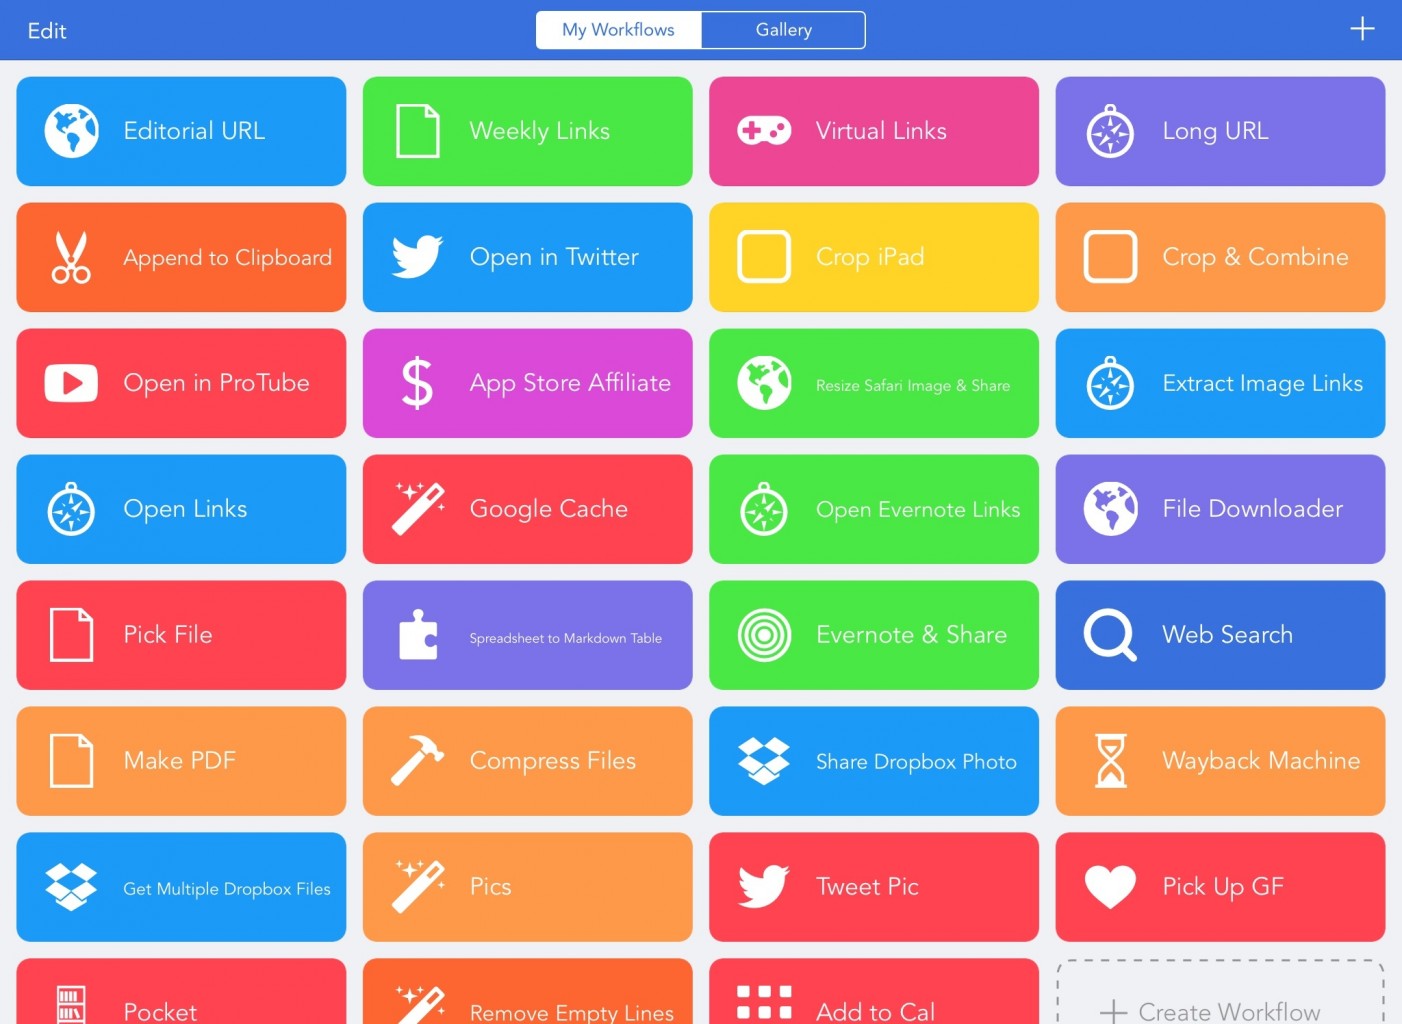 Edit
My Workflows
Gallery
Editorial URL
Weekly Links
Virtual Links
Long URL
Append to Clipboard
Open in Twitter
Crop iPad
Crop & Combine
Open in ProTube
$
App Store Affiliate
Resize Safari Image & Share
Extract Image Links
Open Links
Google Cache
Open Evernote Links
File Downloader
Pick File
Spreadsheet to Markdown Table
Evernote & Share
Web Search
Make PDF
Compress Files
Share Dropbox Photo
Wayback Machine
Get Multiple Dropbox Files
Pics
Tweet Pic
Pick Up GF
Pocket
Remove Empty Lines
Add to Cal
Create Workflow